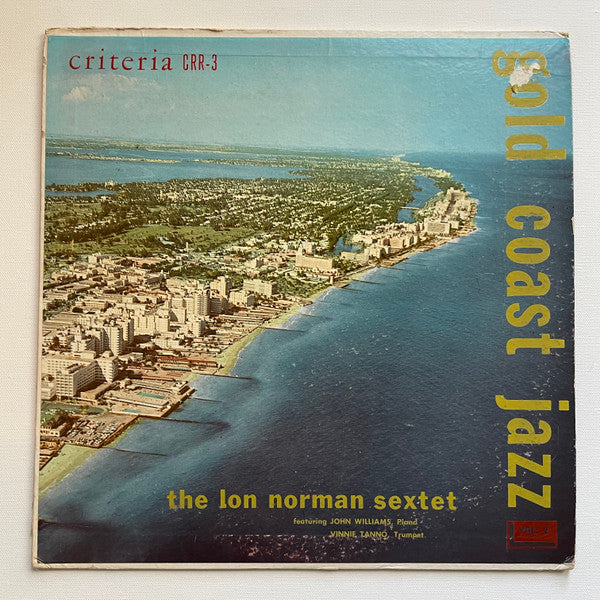 criteria CRR-3
gold coast jazz
the lon norman sextet
featuring JOHN WILLIAMS, Piano
VINNIE TANNO, Trumpet